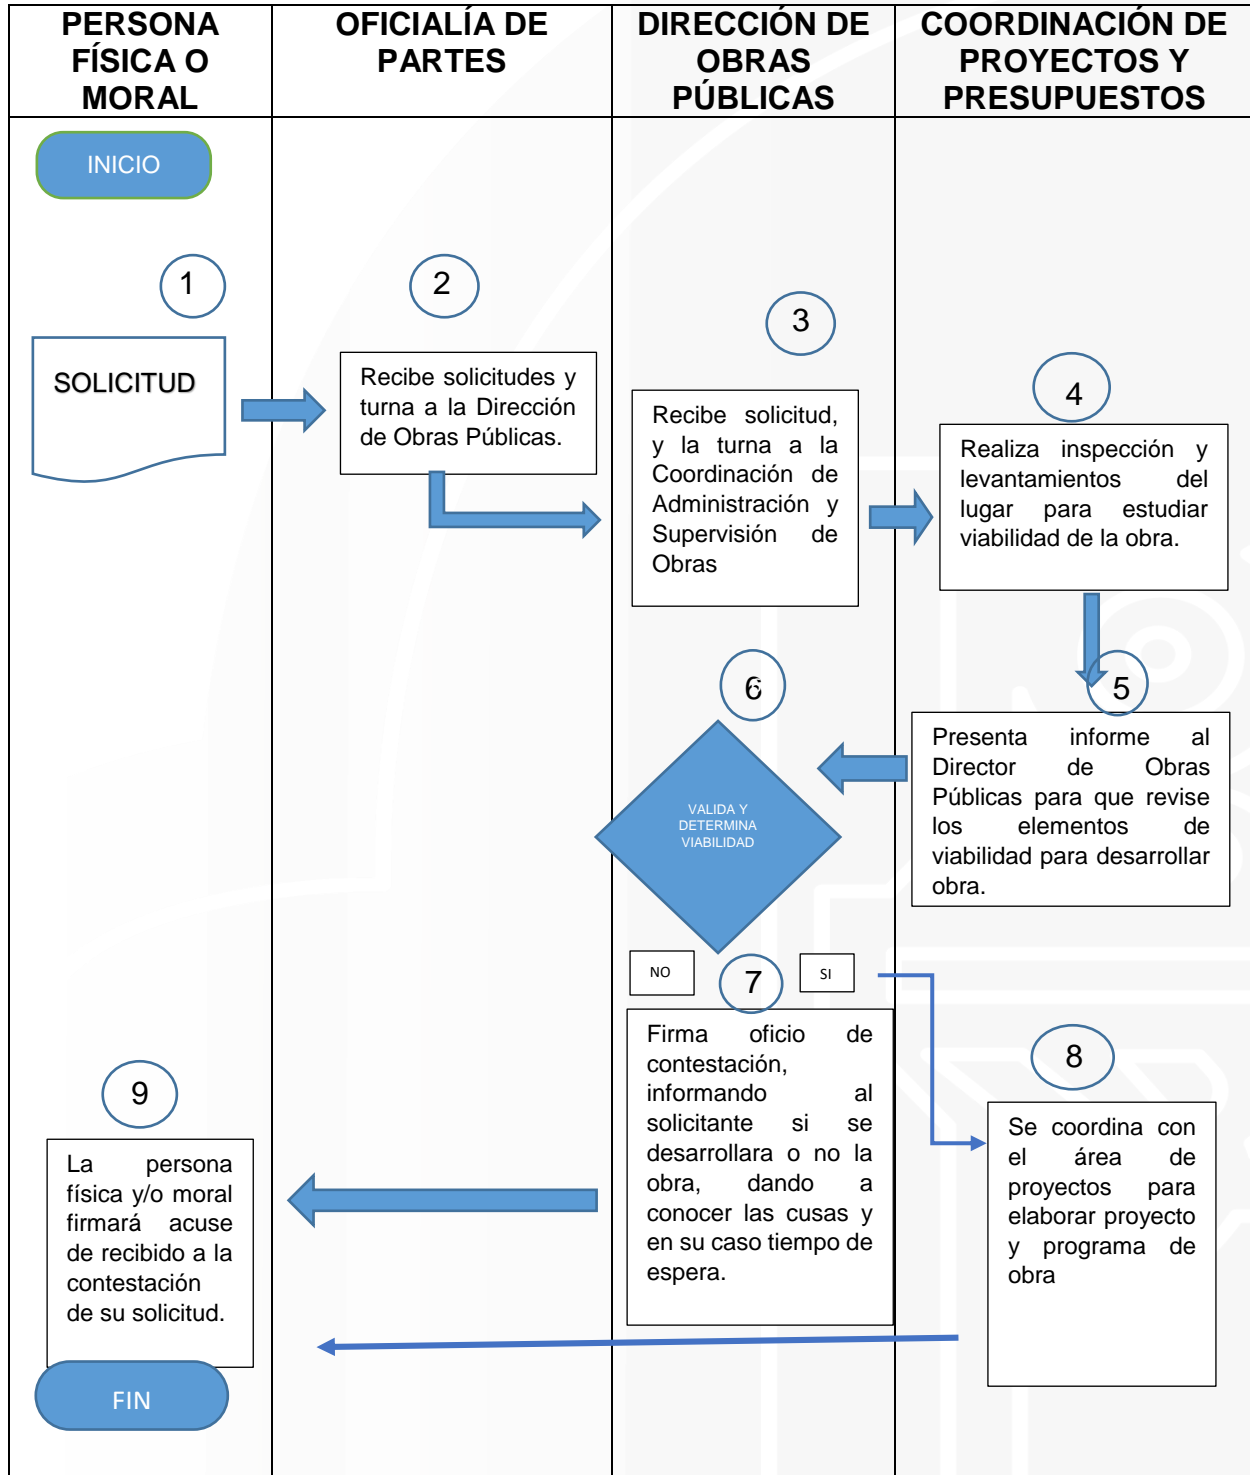 PERSONA
FÍSICA O
MORAL
OFICIALÍA DE
PARTES
DIRECCIÓN DE
OBRAS
PÚBLICAS
COORDINACIÓN DE
PROYECTOS Y
PRESUPUESTOS
INICIO
1
SOLICITUD
2
Recibe solicitudes y
turna a la Dirección
de Obras Públicas.
3
Recibe solicitud,
y la turna a la
Coordinación de
Administración y
Supervisión de
Obras
4
Realiza inspección y
levantamientos del
lugar para estudiar
viabilidad de la obra.
5
Presenta informe al
Director de Obras
Públicas para que revise
los elementos de
viabilidad para desarrollar
obra.
6
VALIDA Y
DETERMINA
VIABILIDAD
NO
7
SI
Firma oficio de
contestación,
informando al
solicitante si se
desarrollara o no la
obra, dando a
conocer las cusas y
en su caso tiempo de
espera.
8
Se coordina con
el área de
proyectos para
elaborar proyecto
y programa de
obra
9
La persona
física y/o moral
firmará acuse
de recibido a la
contestación
de su solicitud.
FIN